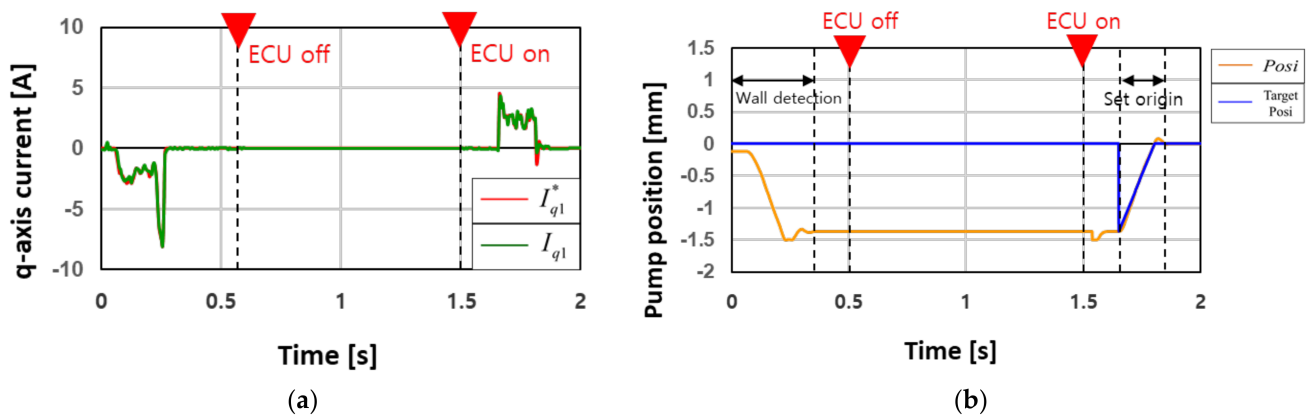 10
5
0
-5
-10
q-axis current [A]
ECU off
ECU on
I*q1
Iq1
0
0.5
1
1.5
2
Time [s]
(a)
ECU off
ECU on
1.5
1
0.5
0
-0.5
-1
-1.5
-2
Pump position [mm]
Wall detection
Set origin
Posi
Target
Posi
0
0.5
1
1.5
2
Time [s]
(b)